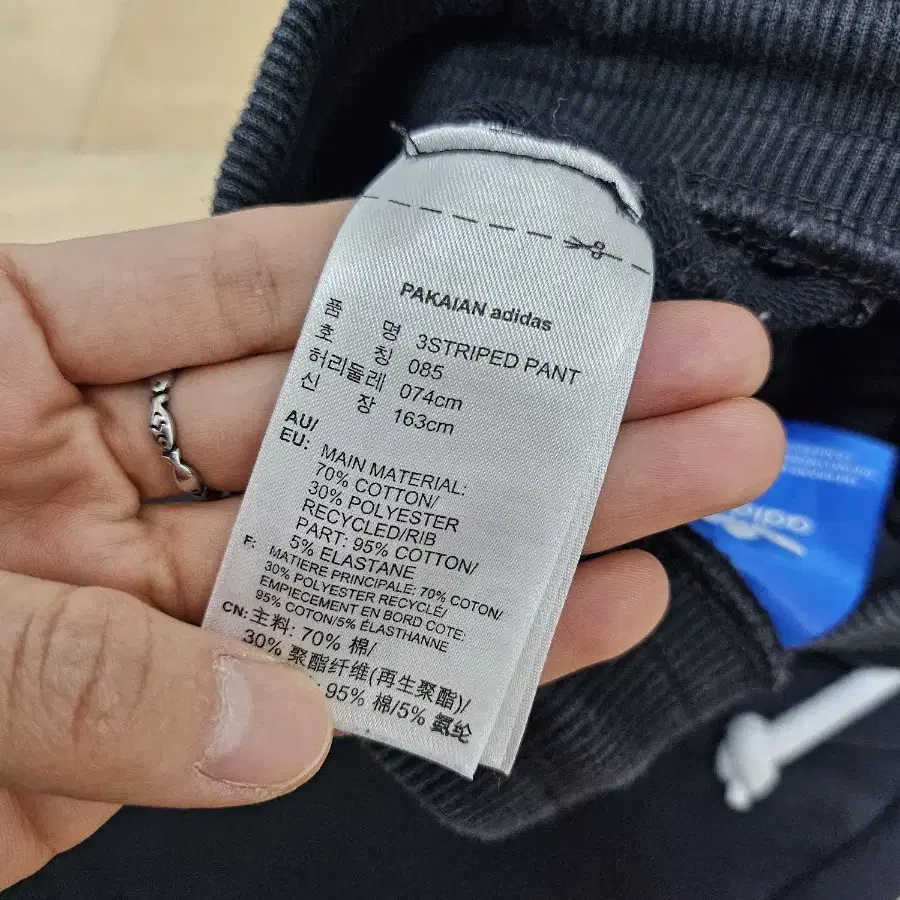 PAKAIAN adidas
품 명 3STRIPED PANT
호 칭 085
허리둘레 074cm
신 장 163cm
AU/
EU: MAIN MATERIAL:
70% COTTON/
30% POLYESTER
RECYCLED/RIB
PART: 95% COTTON/
5% ELASTANE
F: MATIERE PRINCIPALE: 70% COTON/
30% POLYESTER RECYCLÉ/
EMPIECEMENT EN BORD COTE:
95% COTON/5% ÉLASTHANNE
CN: 主料: 70% 棉/
30% 聚酯纤维(再生聚酯)/
95% 棉/5% 氨纶